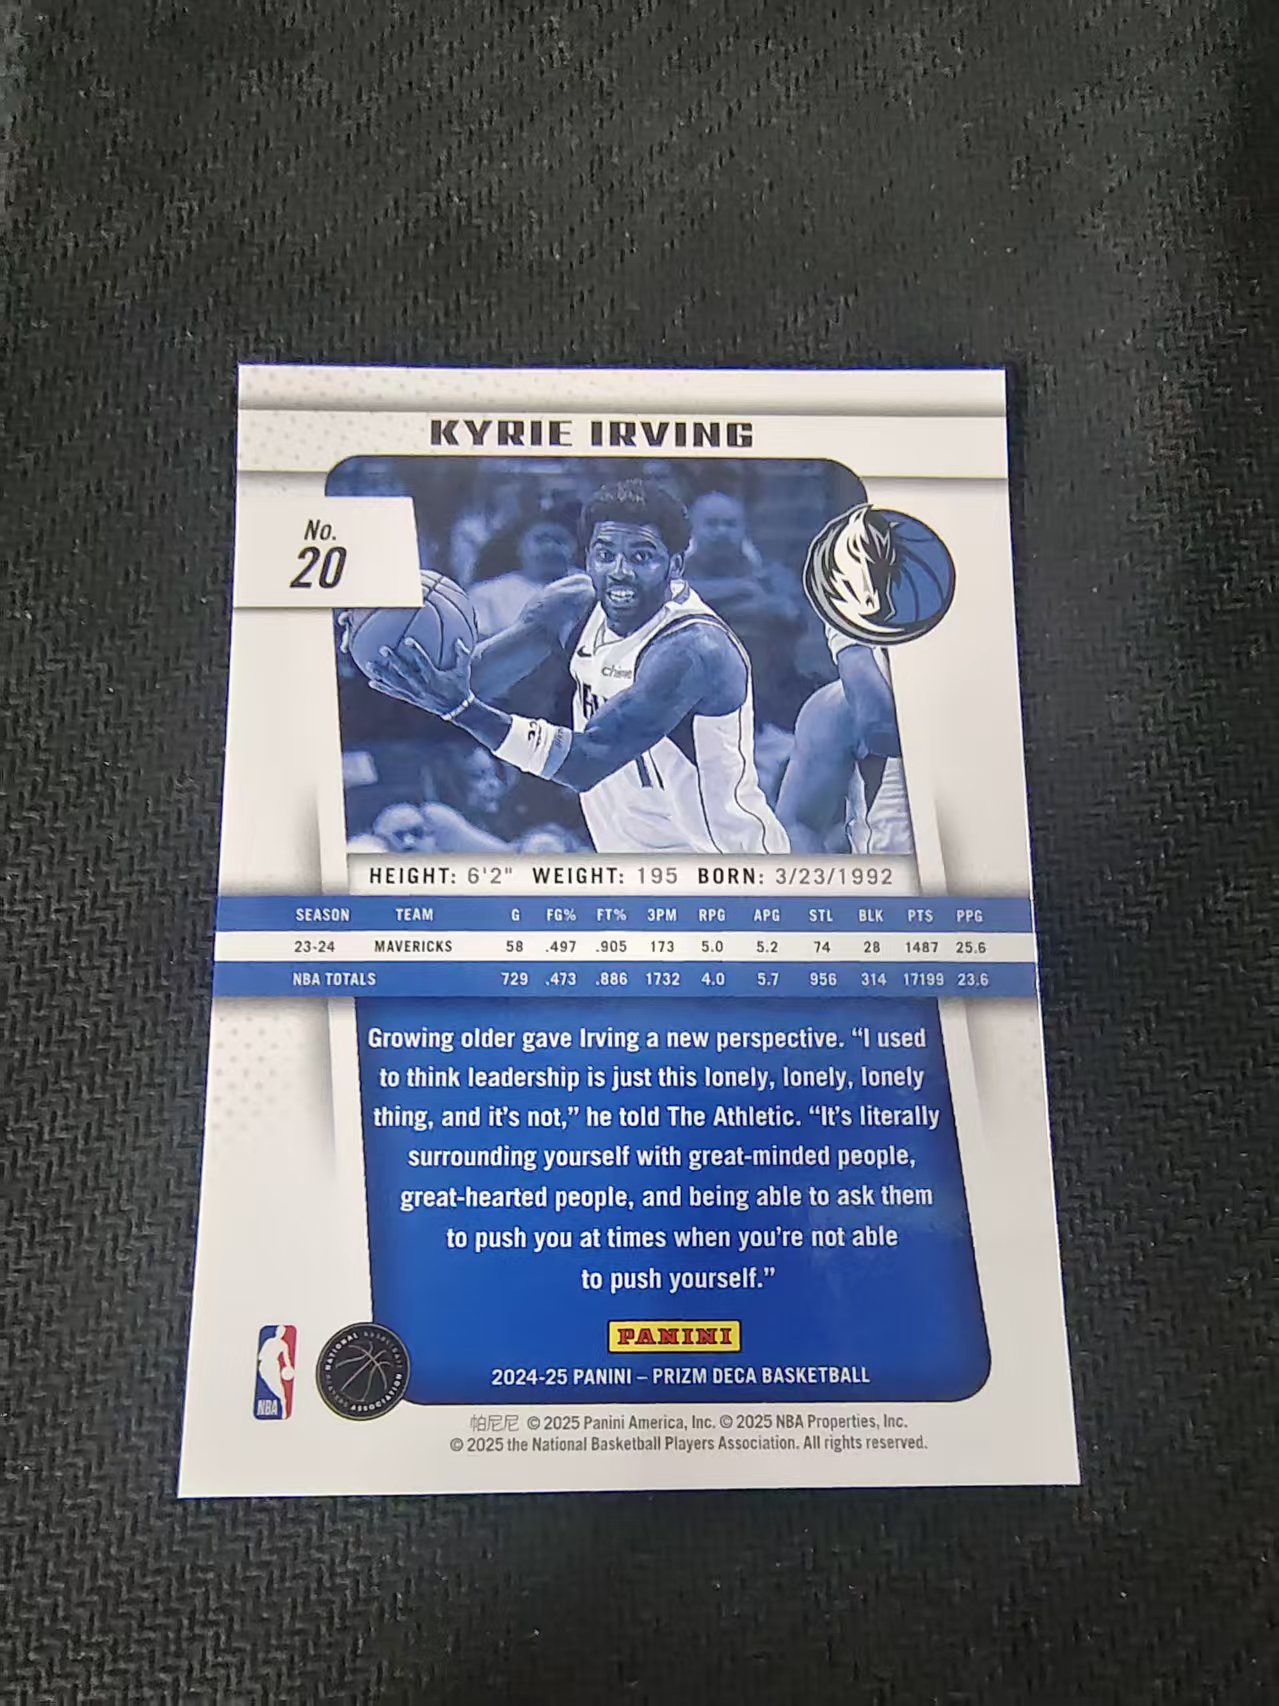 KYRIE IRVING
No.
20
chime
HEIGHT: 6'2" WEIGHT: 195 BORN: 3/23/1992
SEASON TEAM G FG% FT% 3PM RPG APG STL BLK PTS PPG
23-24 MAVERICKS 58 .497 .905 173 5.0 5.2 74 28 1487 25.6
NBA TOTALS 729 .473 .886 1732 4.0 5.7 956 314 17199 23.6
Growing older gave Irving a new perspective. “I used
to think leadership is just this lonely, lonely, lonely
thing, and it’s not,” he told The Athletic. “It’s literally
surrounding yourself with great-minded people,
great-hearted people, and being able to ask them
to push you at times when you’re not able
to push yourself.”
PANINI
2024-25 PANINI – PRIZM DECA BASKETBALL
NBA
NATIONAL BASKETBALL PLAYERS ASSOCIATION
帕尼尼 © 2025 Panini America, Inc. © 2025 NBA Properties, Inc.
© 2025 the National Basketball Players Association. All rights reserved.